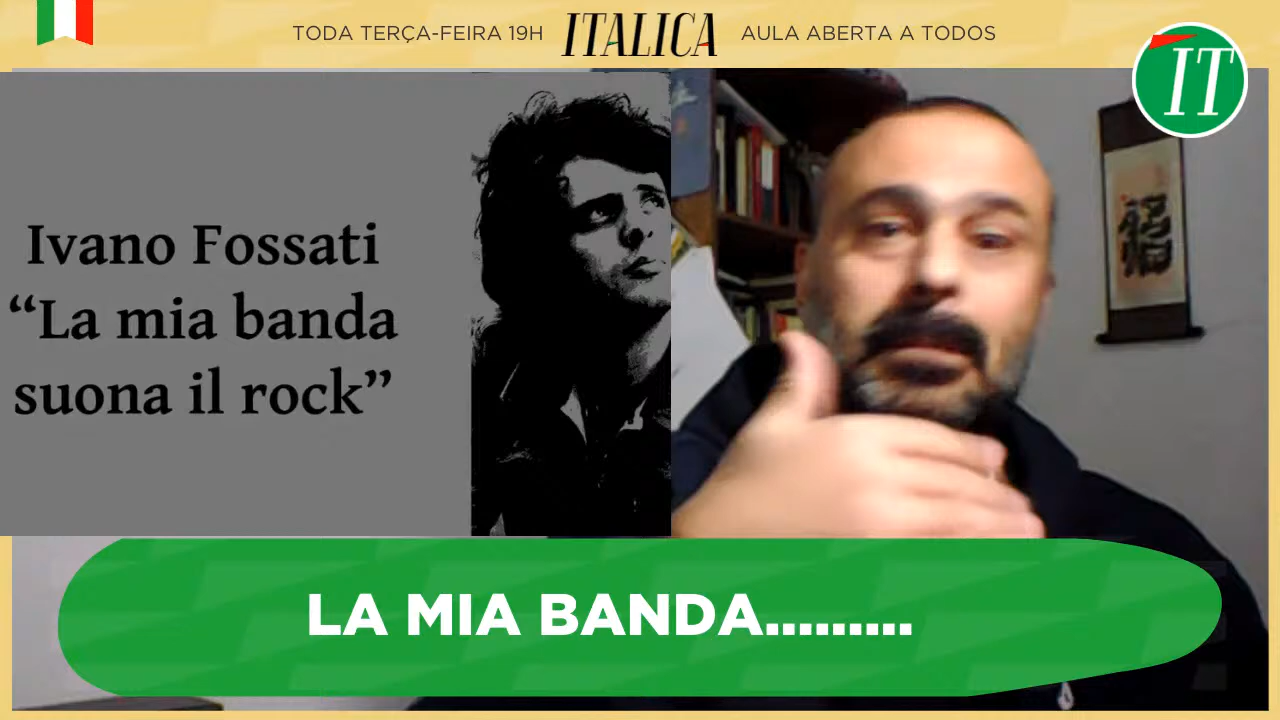 TODA TERÇA-FEIRA 19H
ITALICA
AULA ABERTA A TODOS
IT
Ivano Fossati
“La mia banda
suona il rock”
LA MIA BANDA.........